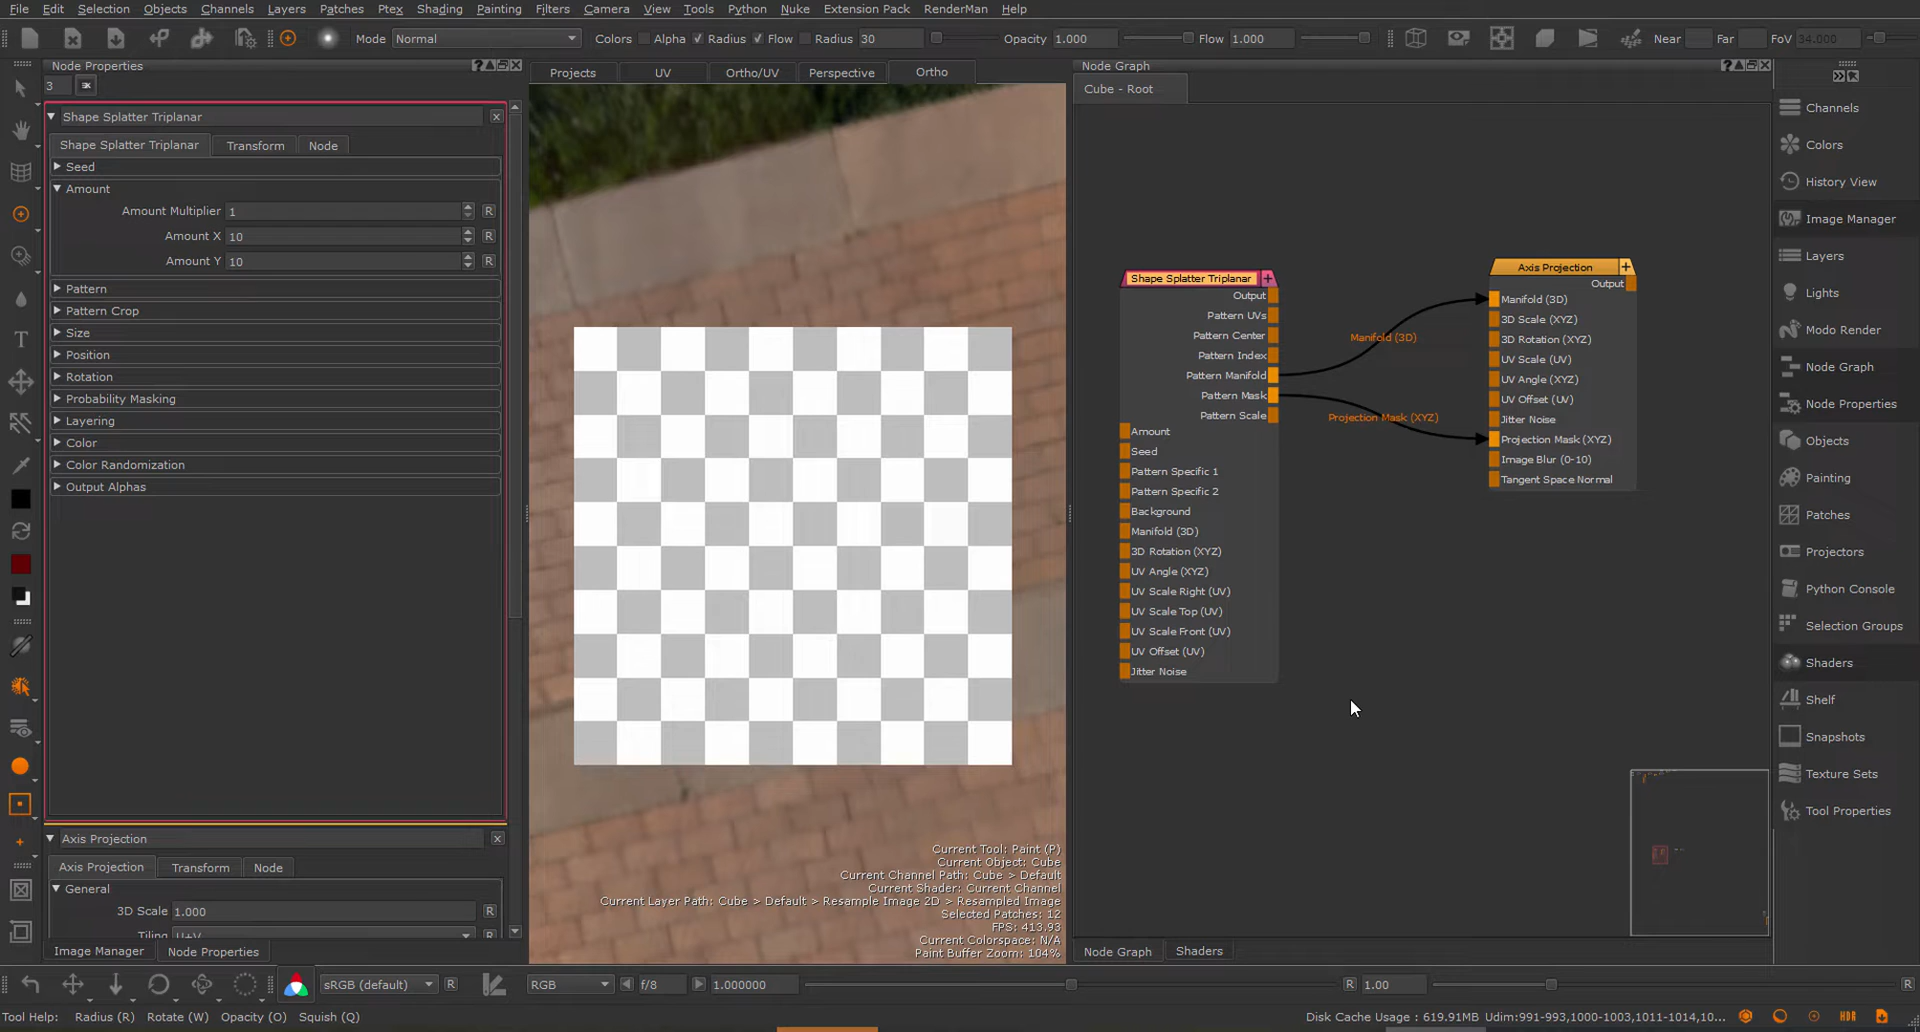 File Edit Selection Objects Channels Layers Patches Ptex Shading Painting Filters Camera View Tools Python Nuke Extension Pack RenderMan Help
Mode Normal Colors Alpha Radius Flow Radius 30 Opacity 1.000 Flow 1.000 Near Far FoV 34.000
Node Properties
3
Shape Splatter Triplanar
Shape Splatter Triplanar Transform Node
Seed
Amount
Amount Multiplier 1 R
Amount X 10 R
Amount Y 10 R
Pattern
Pattern Crop
Size
Position
Rotation
Probability Masking
Layering
Color
Color Randomization
Output Alphas
Axis Projection
Axis Projection Transform Node
General
3D Scale 1.000 R
Tiling U+V R
Image Manager Node Properties
Projects UV Ortho/UV Perspective Ortho
Current Tool: Paint (P)
Current Object: Cube
Current Channel Path: Cube > Default
Current Shader: Current Channel
Current Layer Path: Cube > Default > Resample Image 2D > Resampled Image
Selected Patches: 12
FPS: 413.93
Current Colorspace: N/A
Paint Buffer Zoom: 104%
Node Graph
Cube - Root
Shape Splatter Triplanar +
Output
Pattern UVs
Pattern Center
Pattern Index
Pattern Manifold
Pattern Mask
Pattern Scale
Amount
Seed
Pattern Specific 1
Pattern Specific 2
Background
Manifold (3D)
3D Rotation (XYZ)
UV Angle (XYZ)
UV Scale Right (UV)
UV Scale Top (UV)
UV Scale Front (UV)
UV Offset (UV)
Jitter Noise
Manifold (3D)
Projection Mask (XYZ)
Axis Projection +
Output
Manifold (3D)
3D Scale (XYZ)
3D Rotation (XYZ)
UV Scale (UV)
UV Angle (XYZ)
UV Offset (UV)
Jitter Noise
Projection Mask (XYZ)
Image Blur (0-10)
Tangent Space Normal
Node Graph Shaders
Channels
Colors
History View
Image Manager
Layers
Lights
Modo Render
Node Graph
Node Properties
Objects
Painting
Patches
Projectors
Python Console
Selection Groups
Shaders
Shelf
Snapshots
Texture Sets
Tool Properties
sRGB (default) R RGB f/8 1.000000 R 1.00 R
Tool Help: Radius (R) Rotate (W) Opacity (O) Squish (Q) Disk Cache Usage : 619.91MB Udim:991-993,1000-1003,1011-1014,10... HDR